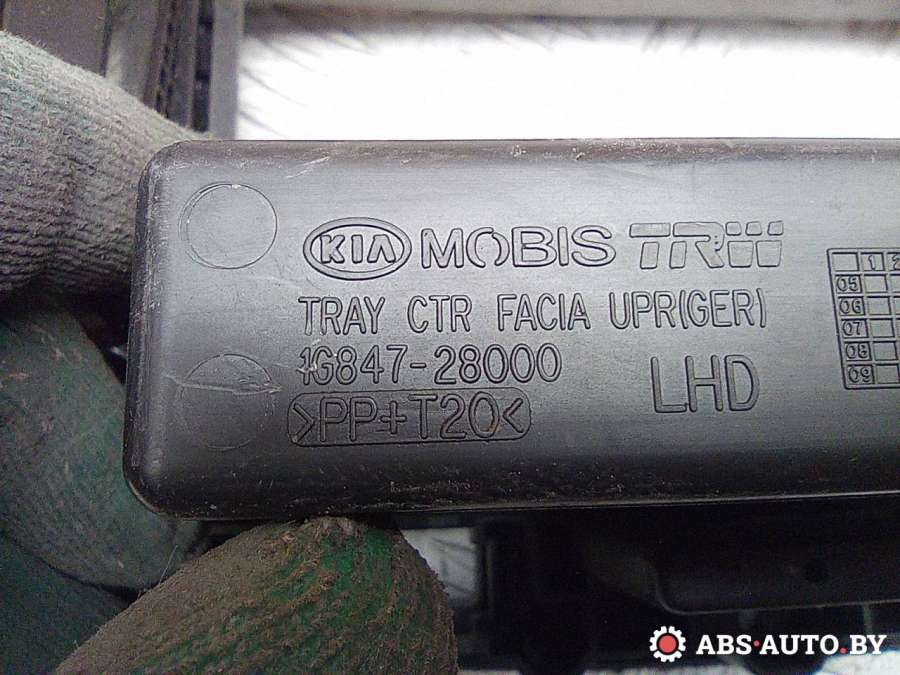 KIA MOBIS TRW
TRAY CTR FACIA UPR(GER)
1G847-28000
>PP+T20<
LHD
1 2
05
06
07
08
09
ABS-AUTO.BY